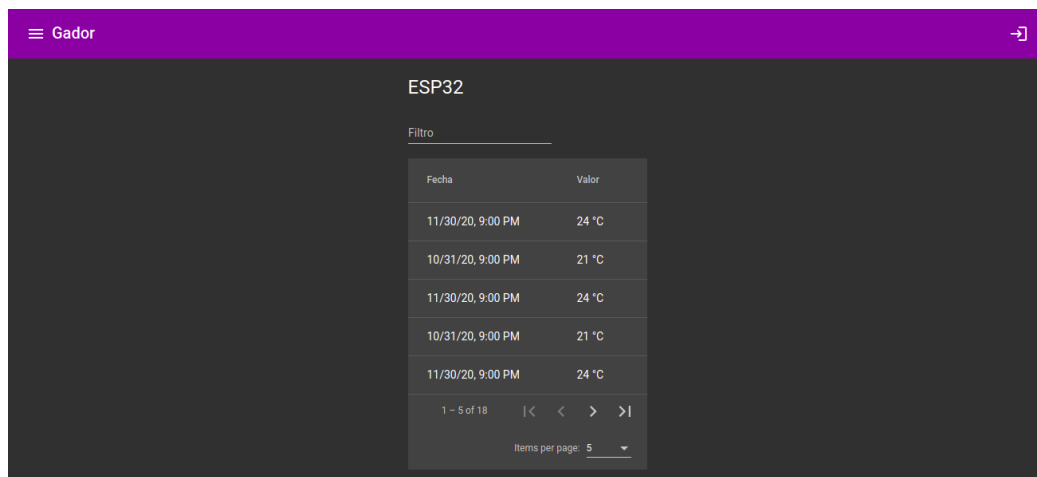 Gador
ESP32
Filtro
Fecha Valor
11/30/20, 9:00 PM 24 °C
10/31/20, 9:00 PM 21 °C
11/30/20, 9:00 PM 24 °C
10/31/20, 9:00 PM 21 °C
11/30/20, 9:00 PM 24 °C
1 – 5 of 18
Items per page: 5